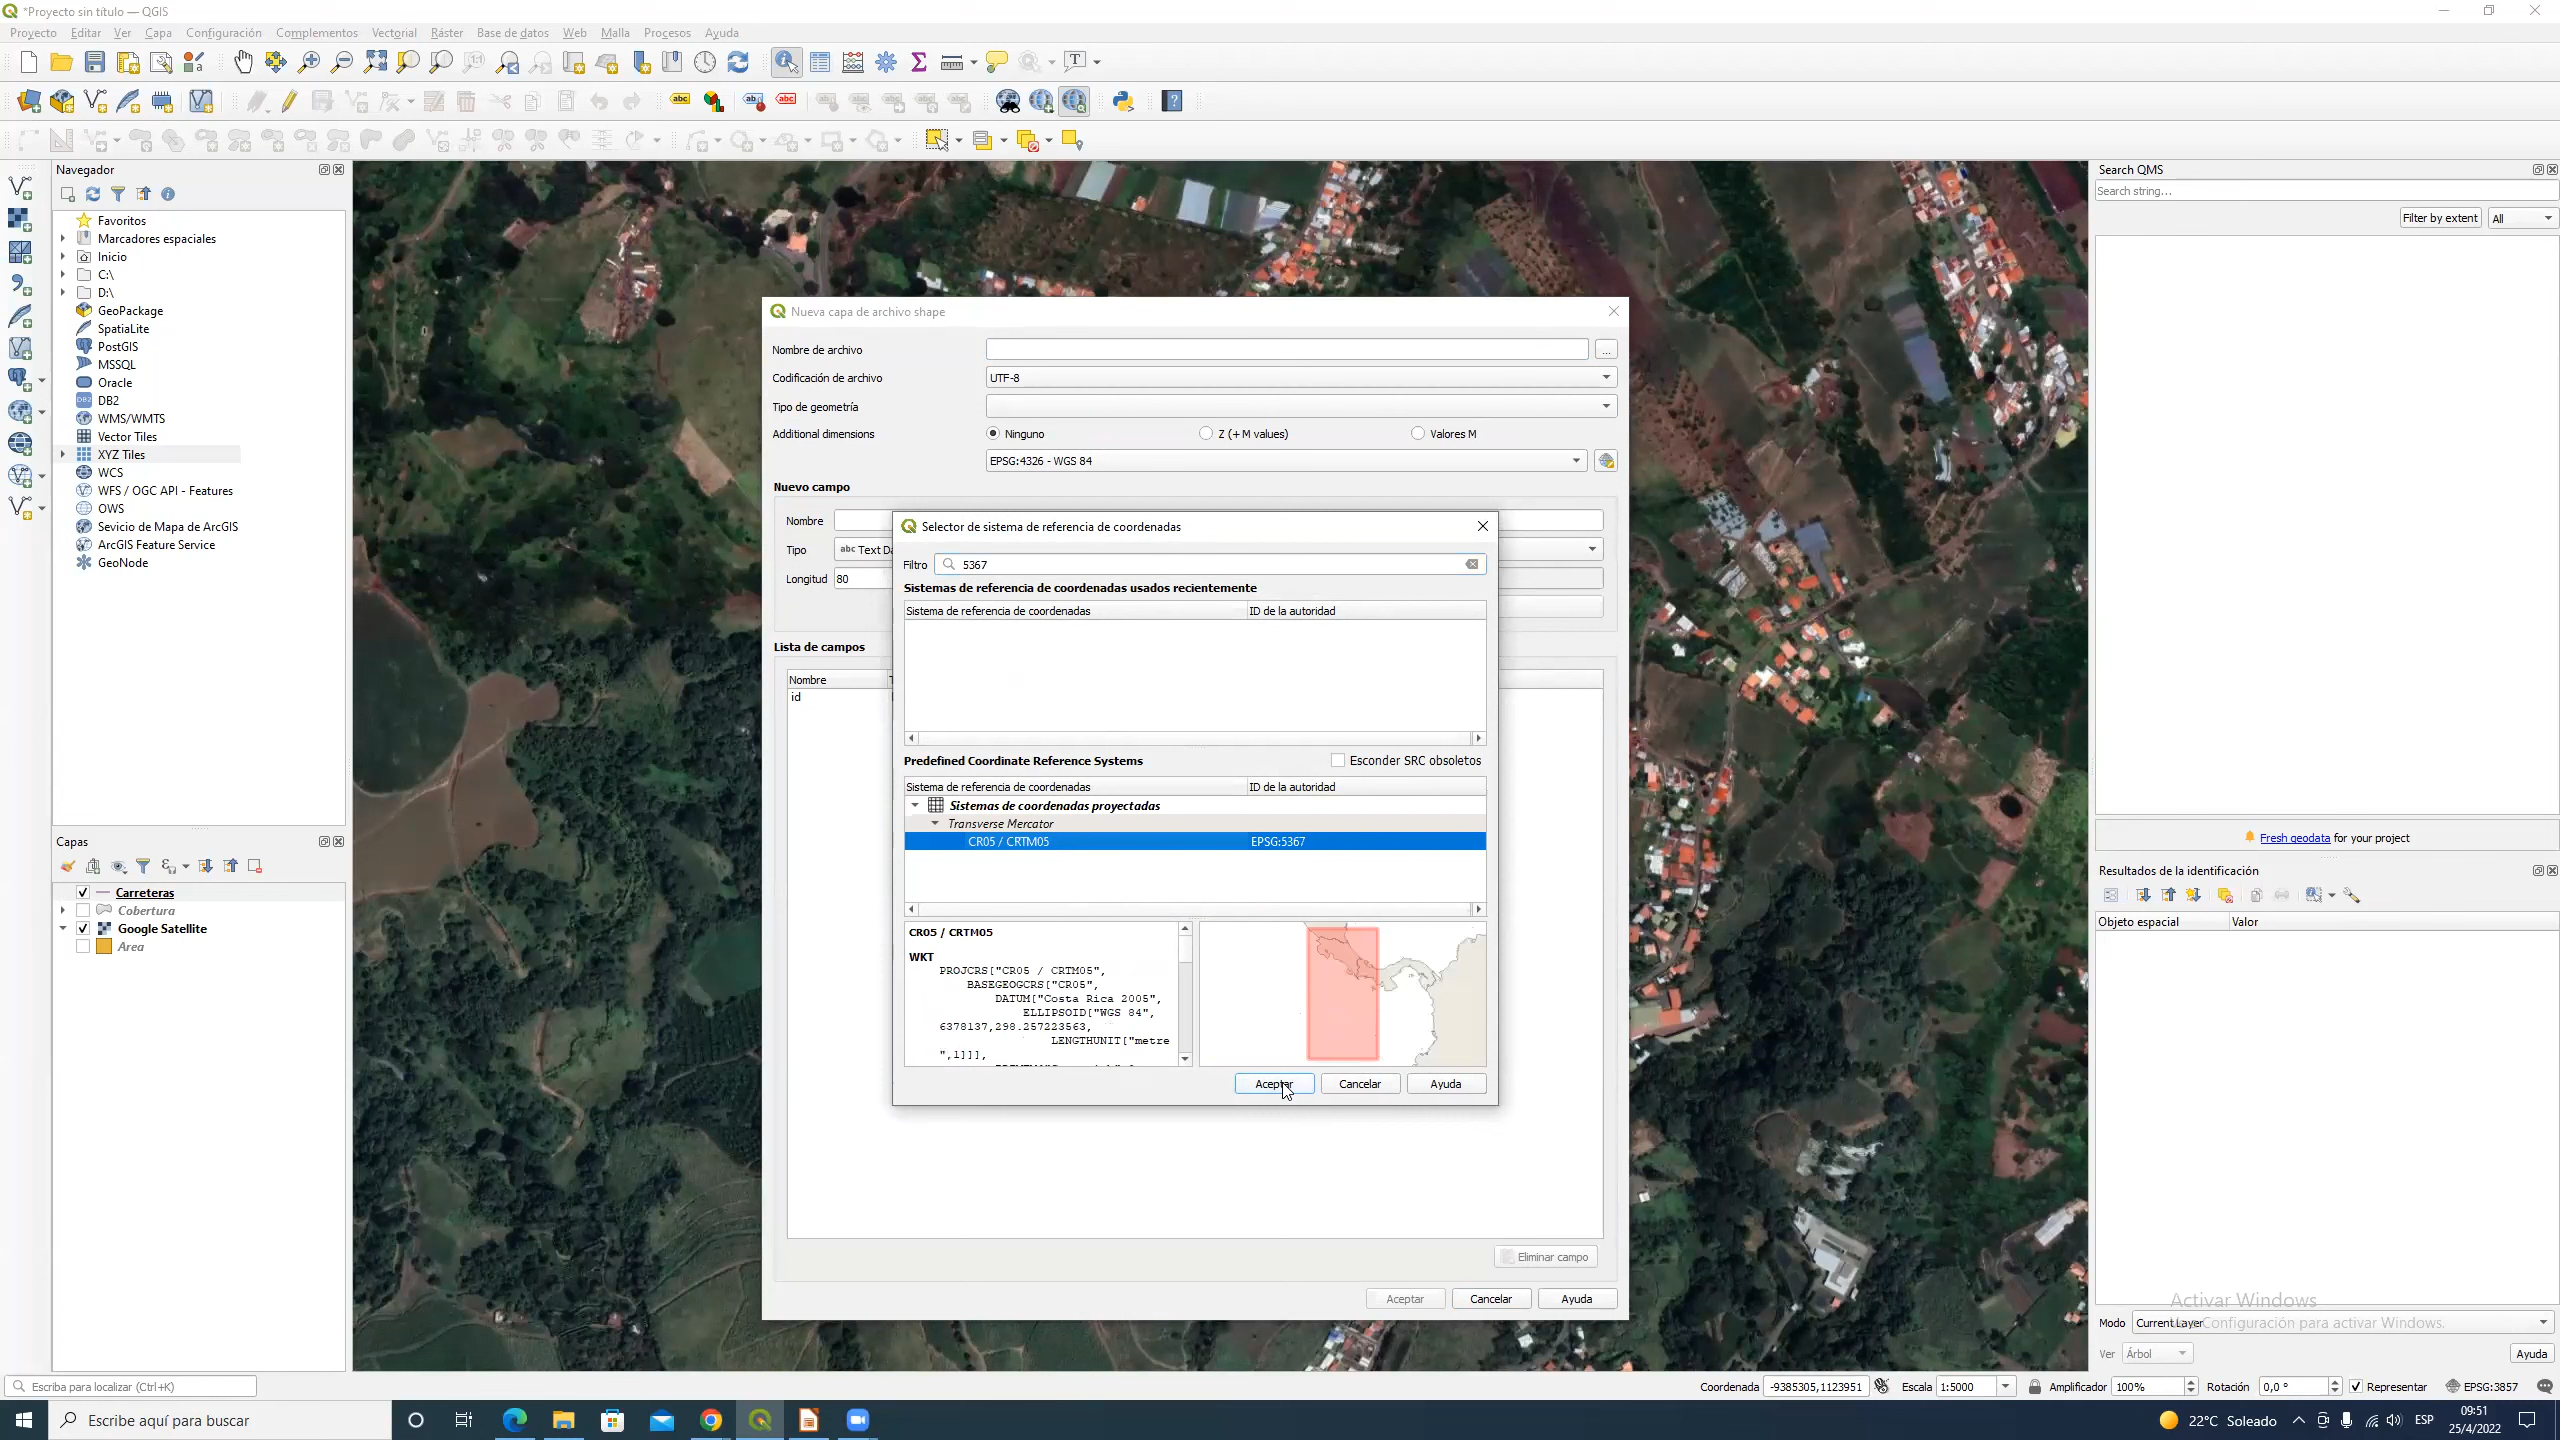 *Proyecto sin título — QGIS
Proyecto Editar Ver Capa Configuración Complementos Vectorial Ráster Base de datos Web Malla Procesos Ayuda
Navegador
Favoritos
Marcadores espaciales
Inicio
C:\
D:\
GeoPackage
SpatiaLite
PostGIS
MSSQL
Oracle
DB2
WMS/WMTS
Vector Tiles
XYZ Tiles
WCS
WFS / OGC API - Features
OWS
Sevicio de Mapa de ArcGIS
ArcGIS Feature Service
GeoNode
Capas
Carreteras
Cobertura
Google Satellite
Area
Nueva capa de archivo shape
Nombre de archivo
...
Codificación de archivo UTF-8
Tipo de geometría
Additional dimensions Ninguno Z (+ M values) Valores M
EPSG:4326 - WGS 84
Nuevo campo
Nombre
Tipo abc Text Da
Longitud 80
Lista de campos
Nombre
id
Eliminar campo
Aceptar Cancelar Ayuda
Selector de sistema de referencia de coordenadas
Filtro 5367
Sistemas de referencia de coordenadas usados recientemente
Sistema de referencia de coordenadas ID de la autoridad
Predefined Coordinate Reference Systems Esconder SRC obsoletos
Sistema de referencia de coordenadas ID de la autoridad
Sistemas de coordenadas proyectadas
Transverse Mercator
CR05 / CRTM05 EPSG:5367
CR05 / CRTM05
WKT
PROJCRS["CR05 / CRTM05",
BASEGEOGCRS["CR05",
DATUM["Costa Rica 2005",
ELLIPSOID["WGS 84",
6378137,298.257223563,
LENGTHUNIT["metre
",1]]],
Aceptar Cancelar Ayuda
Search QMS
Search string...
Filter by extent All
Fresh geodata for your project
Resultados de la identificación
Objeto espacial Valor
Activar Windows
Configuración para activar Windows.
Modo Current Layer
Ver Árbol Ayuda
Escriba para localizar (Ctrl+K)
Coordenada -9385305,1123951 Escala 1:5000 Amplificador 100% Rotación 0,0 ° Representar EPSG:3857
Escribe aquí para buscar
22°C Soleado ESP
09:51
25/4/2022